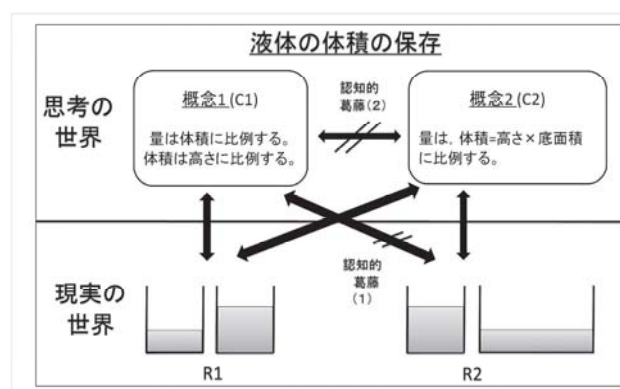 液体の体積の保存
思考の
世界
概念1 (C1)
量は体積に比例する。
体積は高さに比例する。
認知的
葛藤(2)
概念2 (C2)
量は，体積=高さ×底面積
に比例する。
現実の
世界
認知的
葛藤
(1)
R1
R2